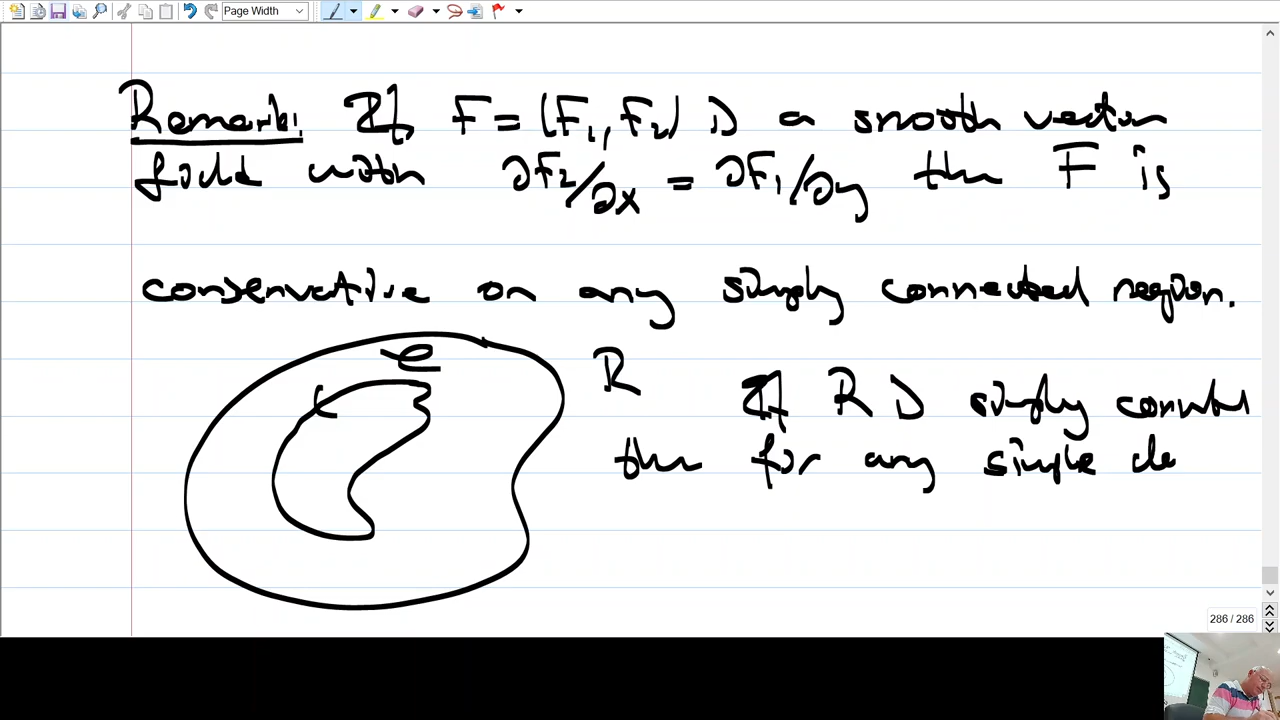 Page Width
Remark: If F = (F₁, F₂) is a smooth vector
field with ∂F₂/∂x = ∂F₁/∂y then F is
conservative on any simply connected region.
C
R
If R is simply connected
then for any simple
286 / 286